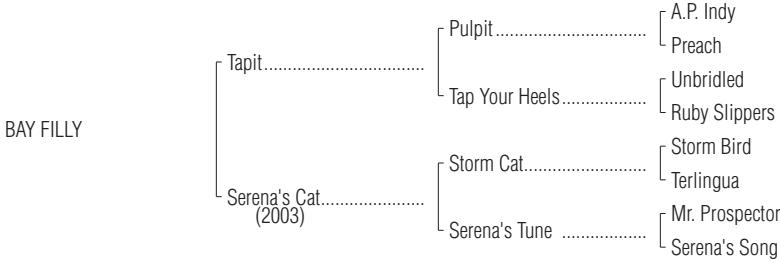 A.P. Indy
Pulpit
Preach
Tapit
Unbridled
Tap Your Heels
Ruby Slippers
BAY FILLY
Storm Bird
Storm Cat
Terlingua
Serena's Cat
(2003)
Mr. Prospector
Serena's Tune
Serena's Song